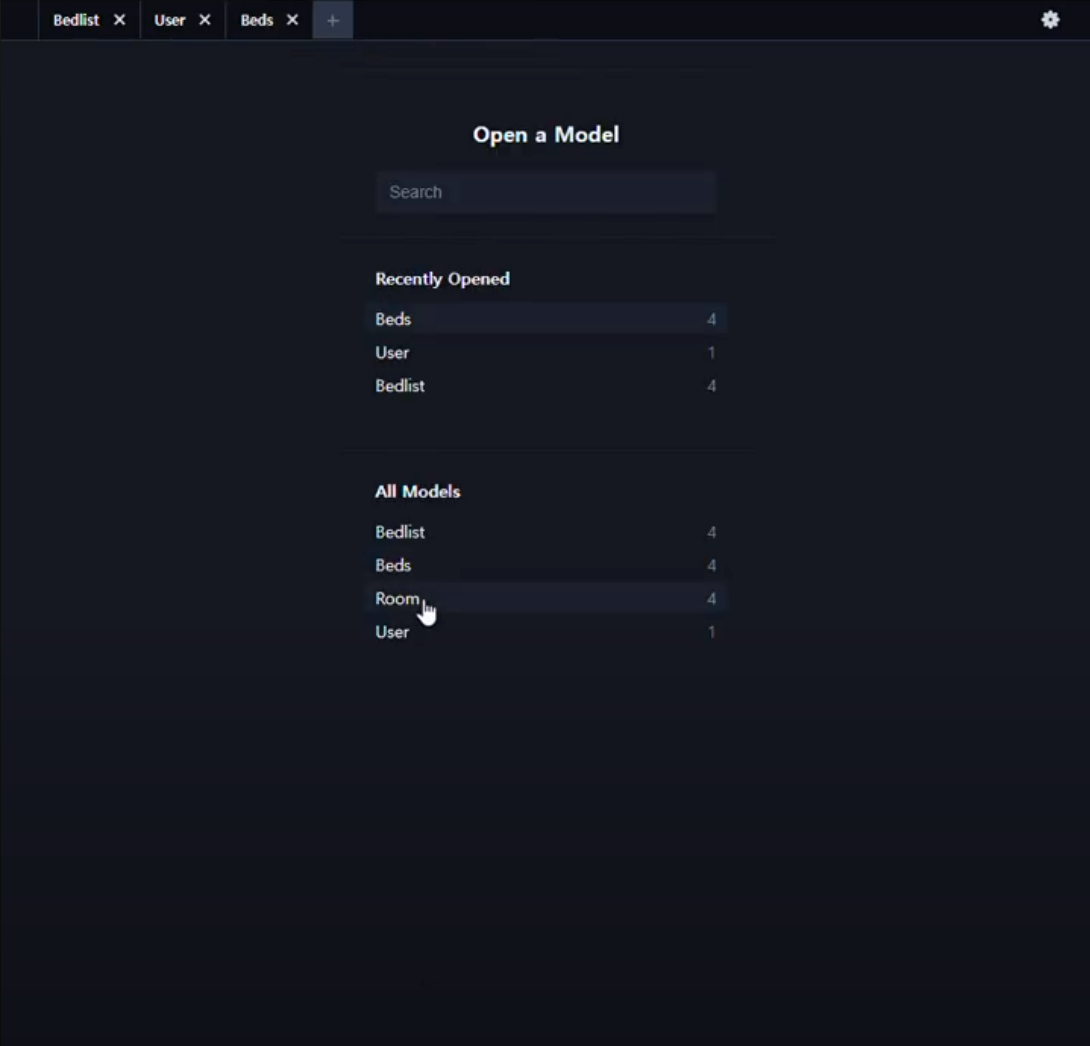 Bedlist ✕ User ✕ Beds ✕ +
Open a Model
Search
Recently Opened
Beds 4
User 1
Bedlist 4
All Models
Bedlist 4
Beds 4
Room 4
User 1